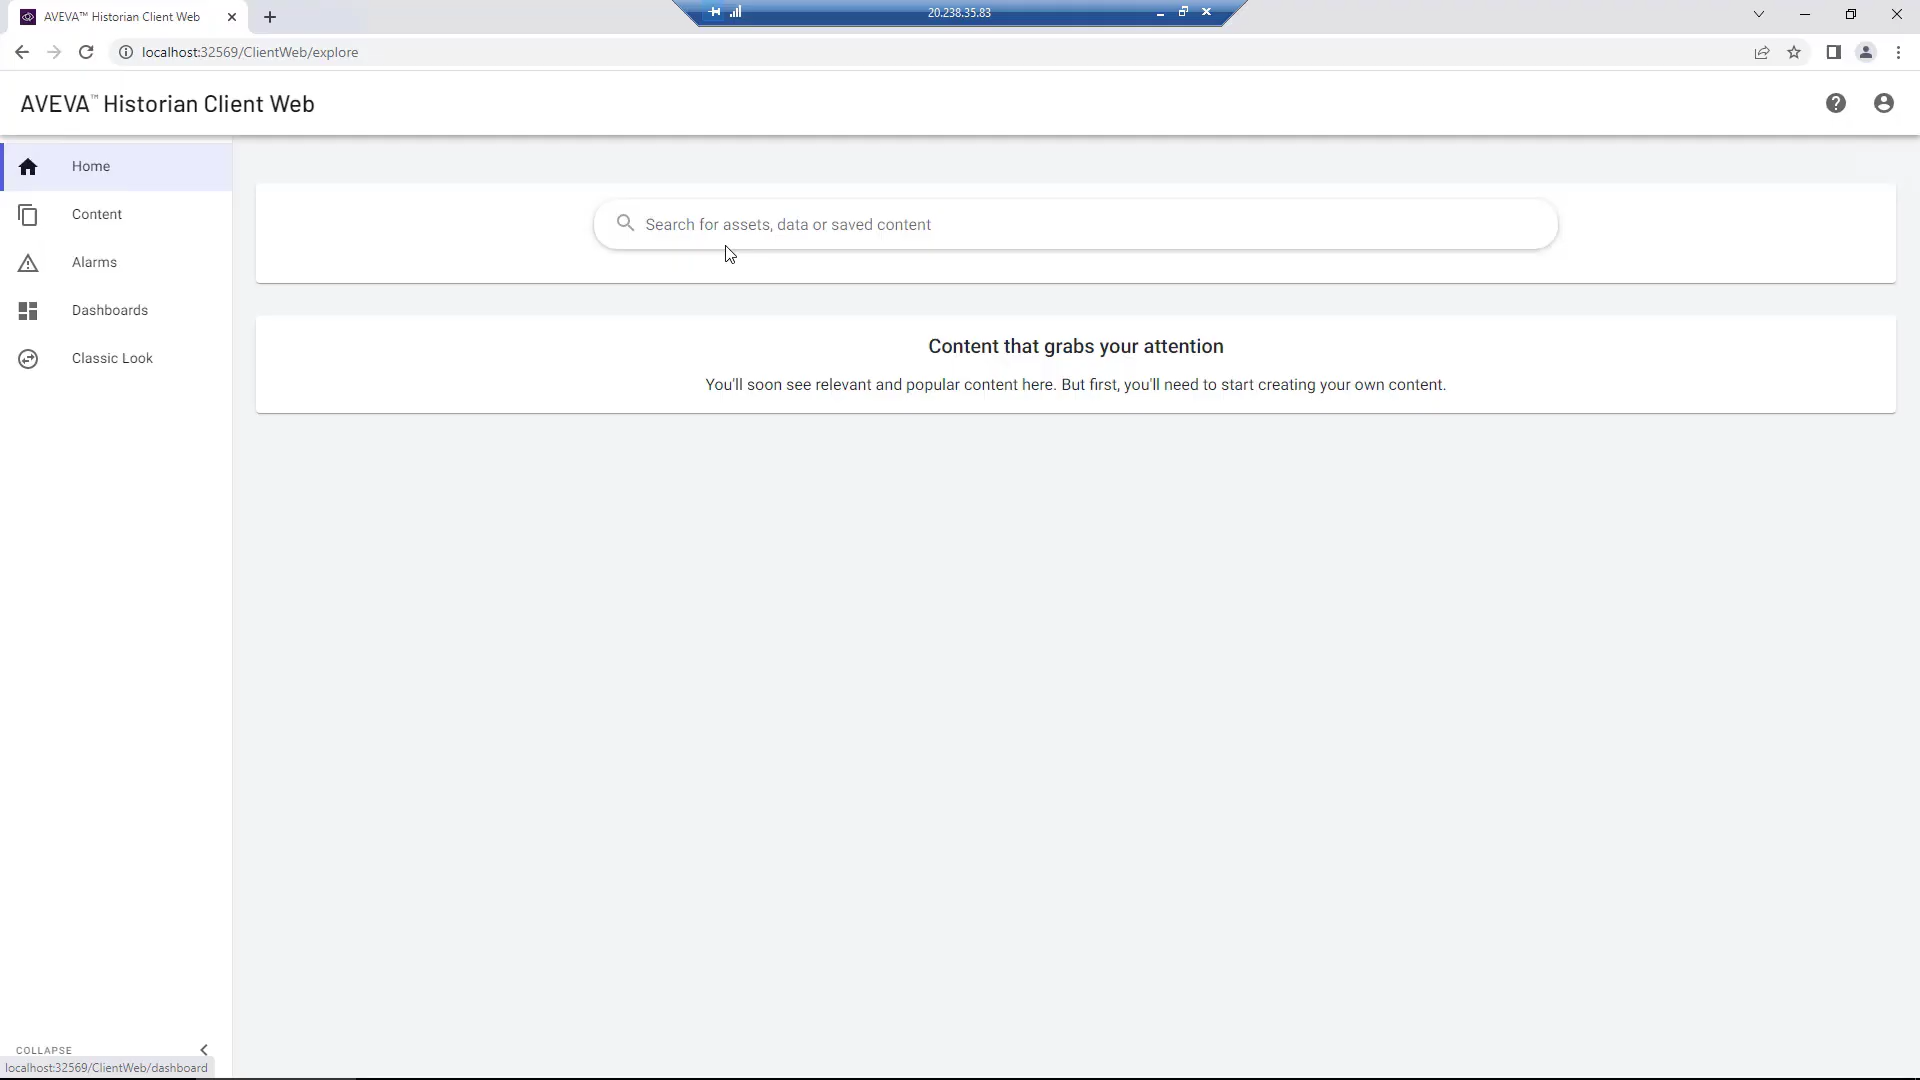 AVEVA™ Historian Client Web
20.238.35.83
localhost:32569/ClientWeb/explore
AVEVA™ Historian Client Web
Home
Content
Alarms
Dashboards
Classic Look
Search for assets, data or saved content
Content that grabs your attention
You'll soon see relevant and popular content here. But first, you'll need to start creating your own content.
COLLAPSE
localhost:32569/ClientWeb/dashboard